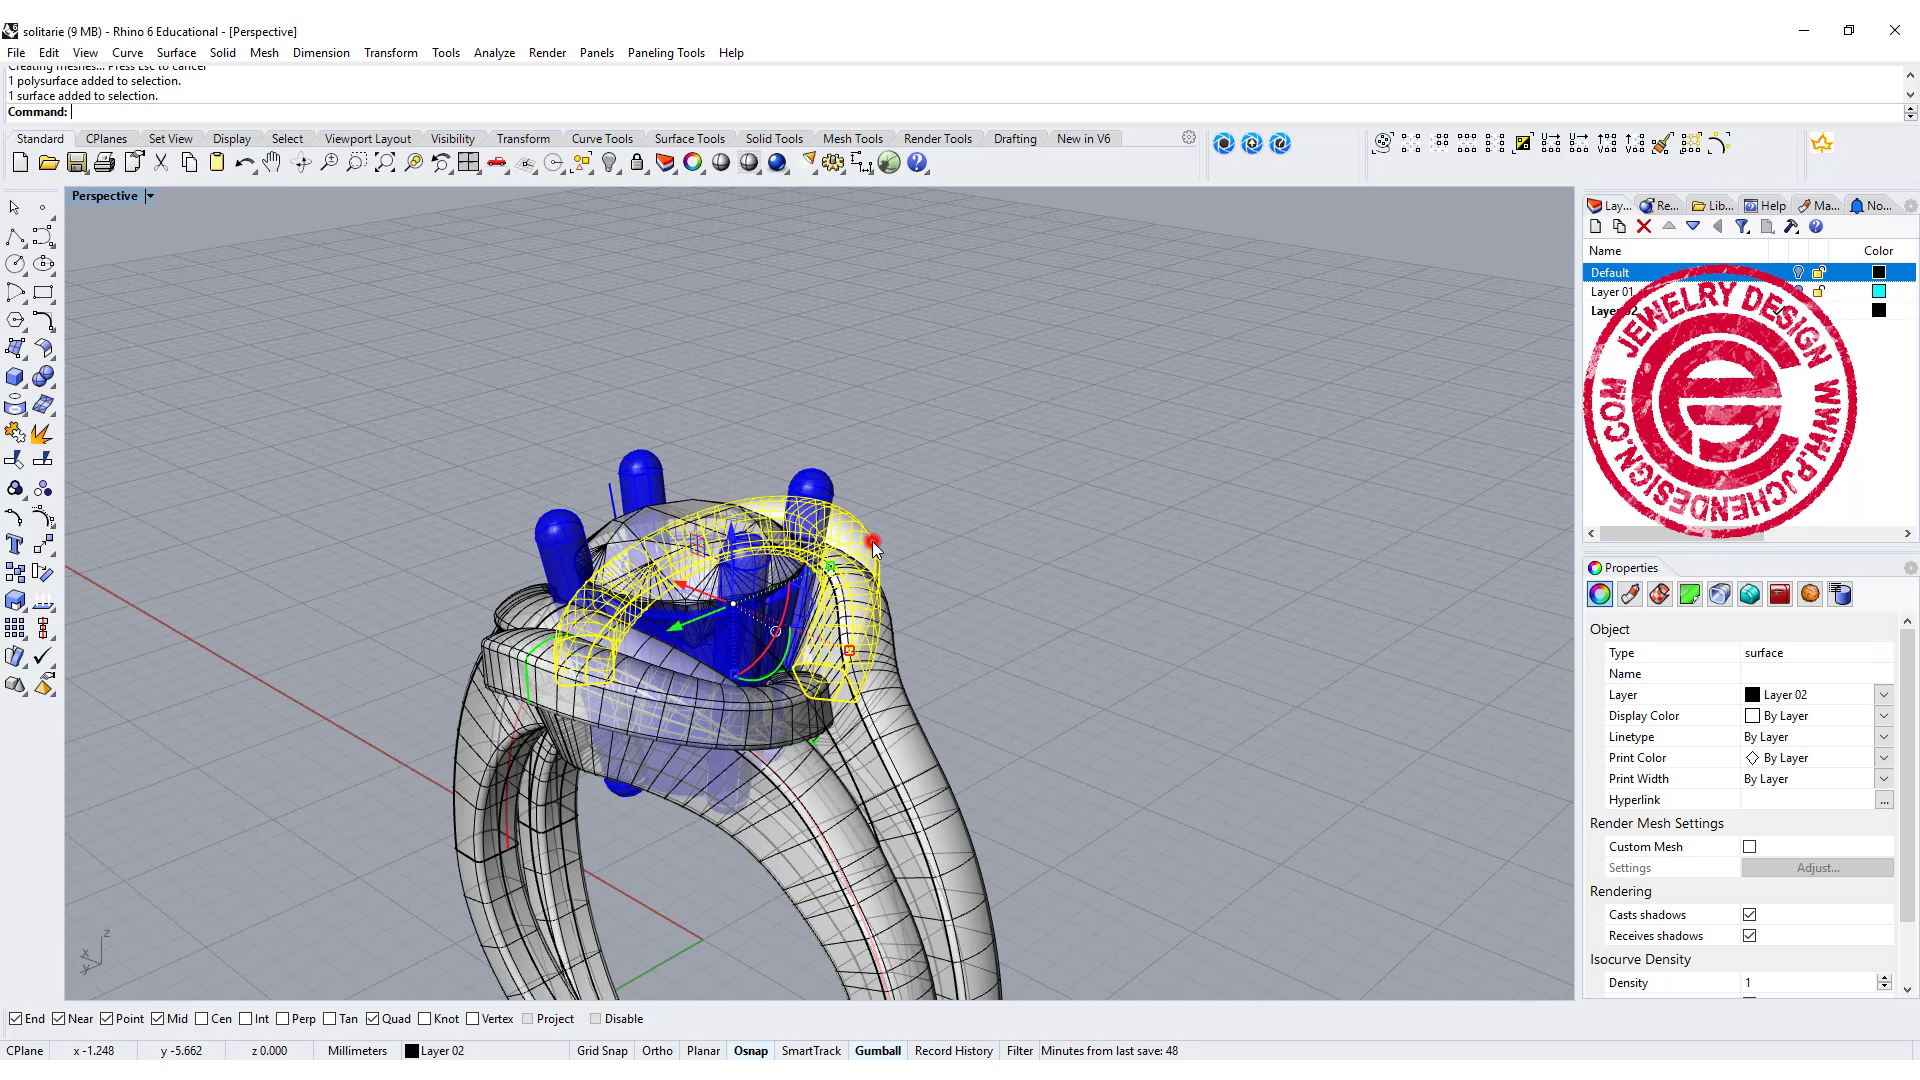 solitarie (9 MB) - Rhino 6 Educational - [Perspective]
File Edit View Curve Surface Solid Mesh Dimension Transform Tools Analyze Render Panels Paneling Tools Help
Creating meshes... Press Esc to cancel
1 polysurface added to selection.
1 surface added to selection.
Command:
Standard CPlanes Set View Display Select Viewport Layout Visibility Transform Curve Tools Surface Tools Solid Tools Mesh Tools Render Tools Drafting New in V6
Perspective
Lay... Re... Lib... Help Ma... No...
Name Color
Default
Layer 01
Layer 02
JEWELRY DESIGN
WWW.PJCHENDESIGN.COM
Properties
Object
Type surface
Name
Layer Layer 02
Display Color By Layer
Linetype By Layer
Print Color By Layer
Print Width By Layer
Hyperlink ...
Render Mesh Settings
Custom Mesh
Settings Adjust...
Rendering
Casts shadows
Receives shadows
Isocurve Density
Density 1
z
x
y
End Near Point Mid Cen Int Perp Tan Quad Knot Vertex Project Disable
CPlane x -1.248 y -5.662 z 0.000 Millimeters Layer 02 Grid Snap Ortho Planar Osnap SmartTrack Gumball Record History Filter Minutes from last save: 48